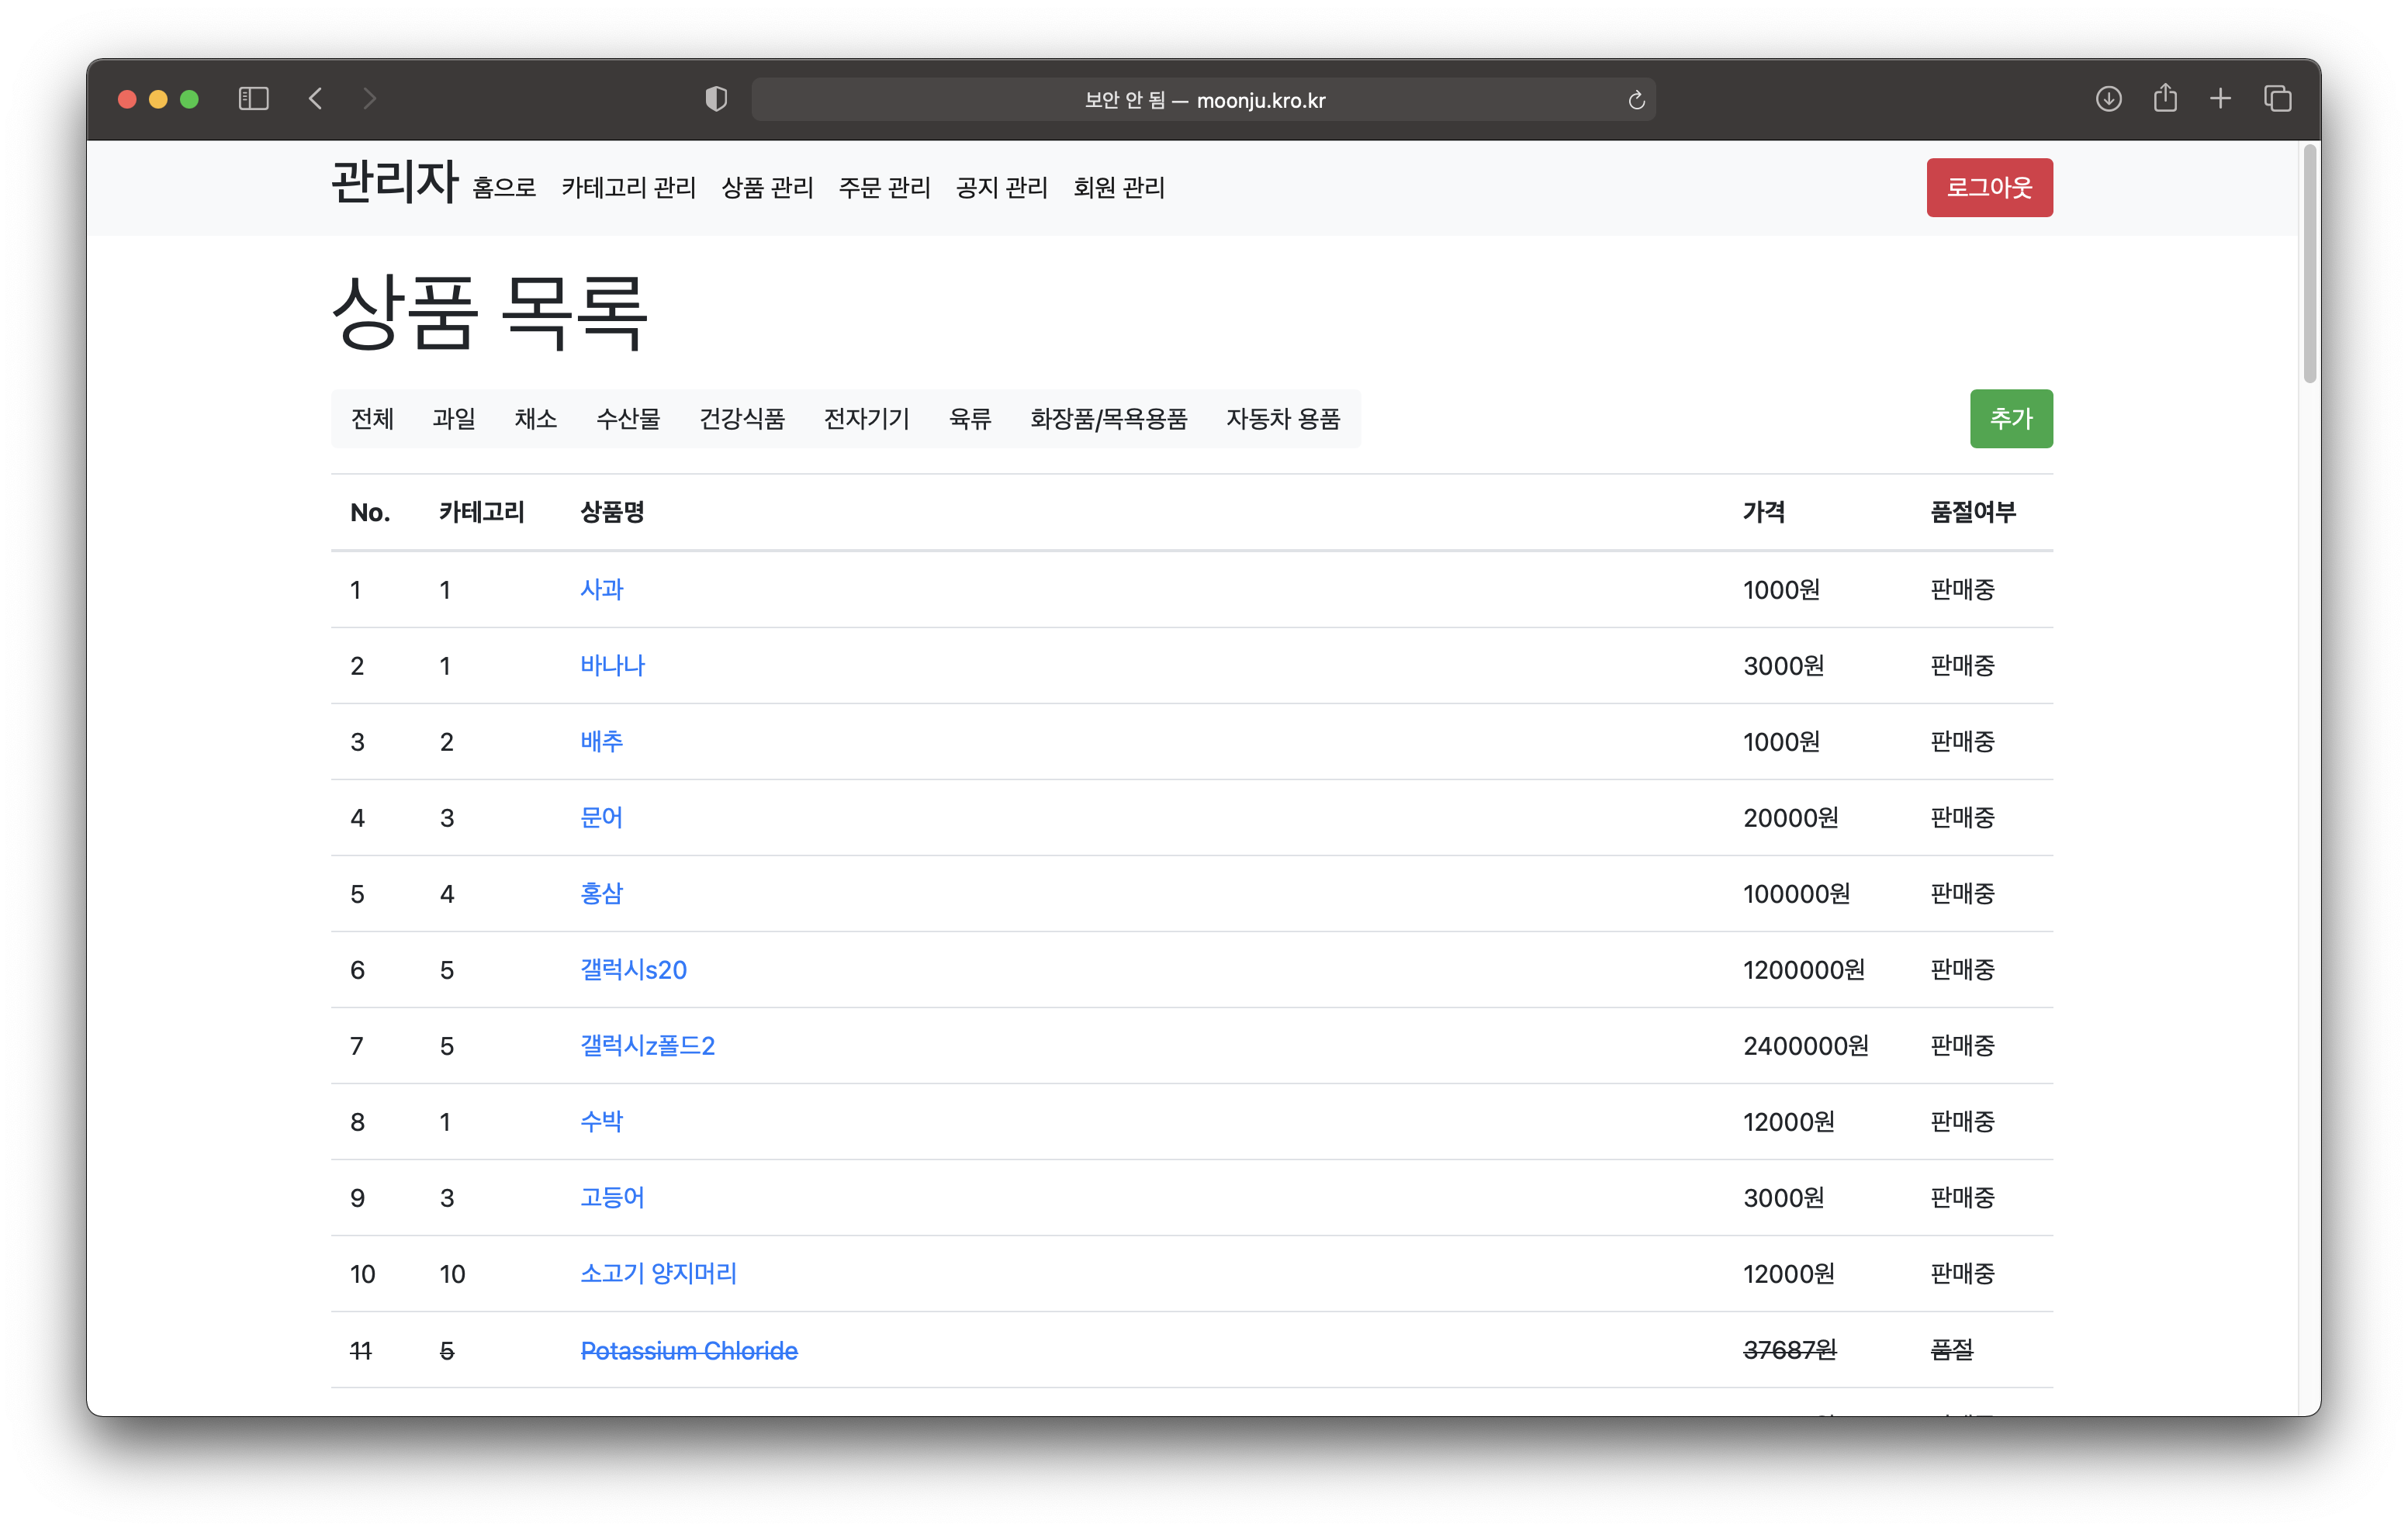 보안 안 됨 — moonju.kro.kr
관리자 홈으로 카테고리 관리 상품 관리 주문 관리 공지 관리 회원 관리 로그아웃
상품 목록
전체 과일 채소 수산물 건강식품 전자기기 육류 화장품/목욕용품 자동차 용품 추가
No. 카테고리 상품명 가격 품절여부
1 1 사과 1000원 판매중
2 1 바나나 3000원 판매중
3 2 배추 1000원 판매중
4 3 문어 20000원 판매중
5 4 홍삼 100000원 판매중
6 5 갤럭시s20 1200000원 판매중
7 5 갤럭시z폴드2 2400000원 판매중
8 1 수박 12000원 판매중
9 3 고등어 3000원 판매중
10 10 소고기 양지머리 12000원 판매중
11 5 Potassium Chloride 37687원 품절